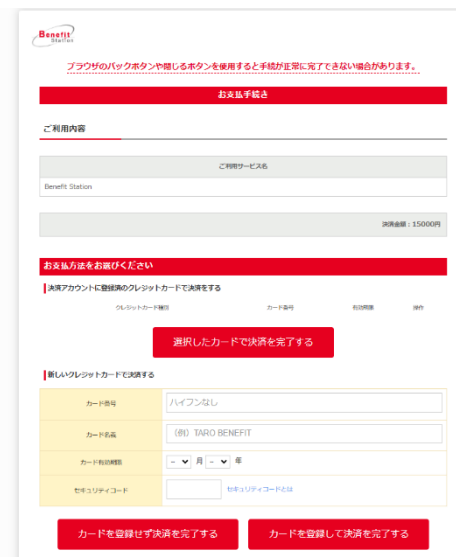 Benefit
Station
ブラウザのバックボタンや閉じるボタンを使用すると手続が正常に完了できない場合があります。
お支払手続き
ご利用内容
ご利用サービス名
Benefit Station
決済金額：15000円
お支払方法をお選びください
決済アカウントに登録済のクレジットカードで決済をする
クレジットカード種別 カード番号 有効期限 操作
選択したカードで決済を完了する
新しいクレジットカードで決済する
カード番号 ハイフンなし
カード名義 (例) TARO BENEFIT
カード有効期限 - 月 - 年
セキュリティコード セキュリティコードとは
カードを登録せず決済を完了する カードを登録して決済を完了する